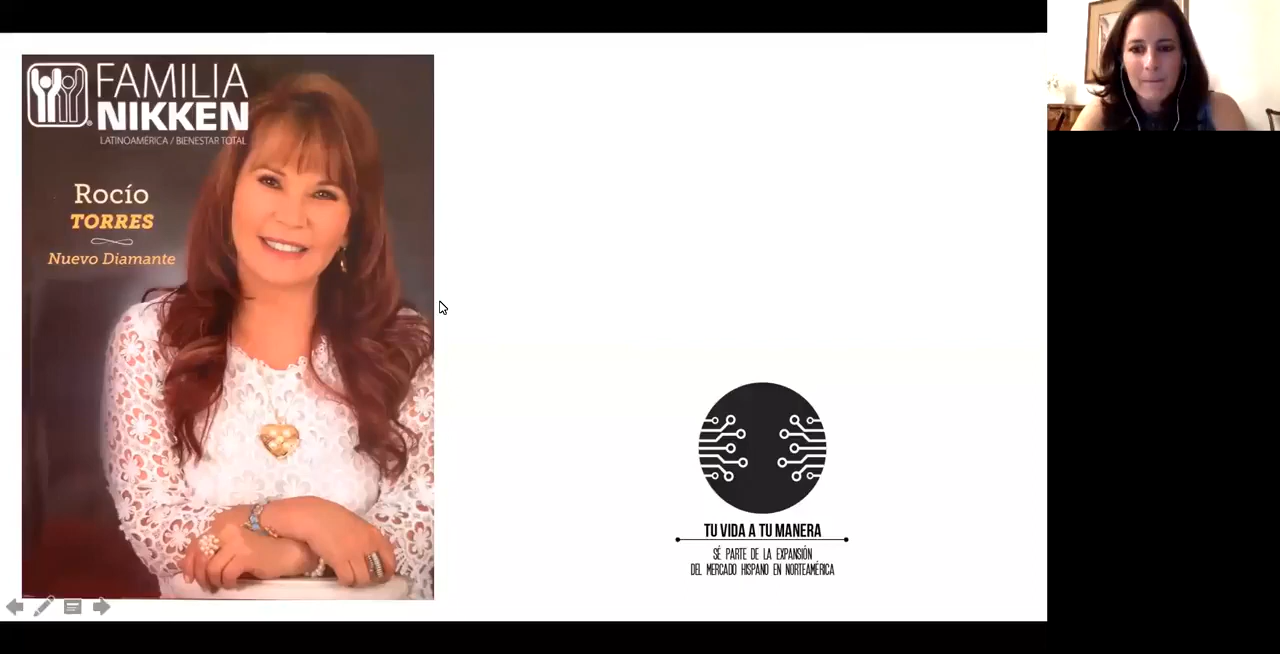 FAMILIA
NIKKEN
LATINOAMÉRICA / BIENESTAR TOTAL
Rocío
TORRES
Nuevo Diamante
TU VIDA A TU MANERA
SÉ PARTE DE LA EXPANSIÓN
DEL MERCADO HISPANO EN NORTEAMÉRICA